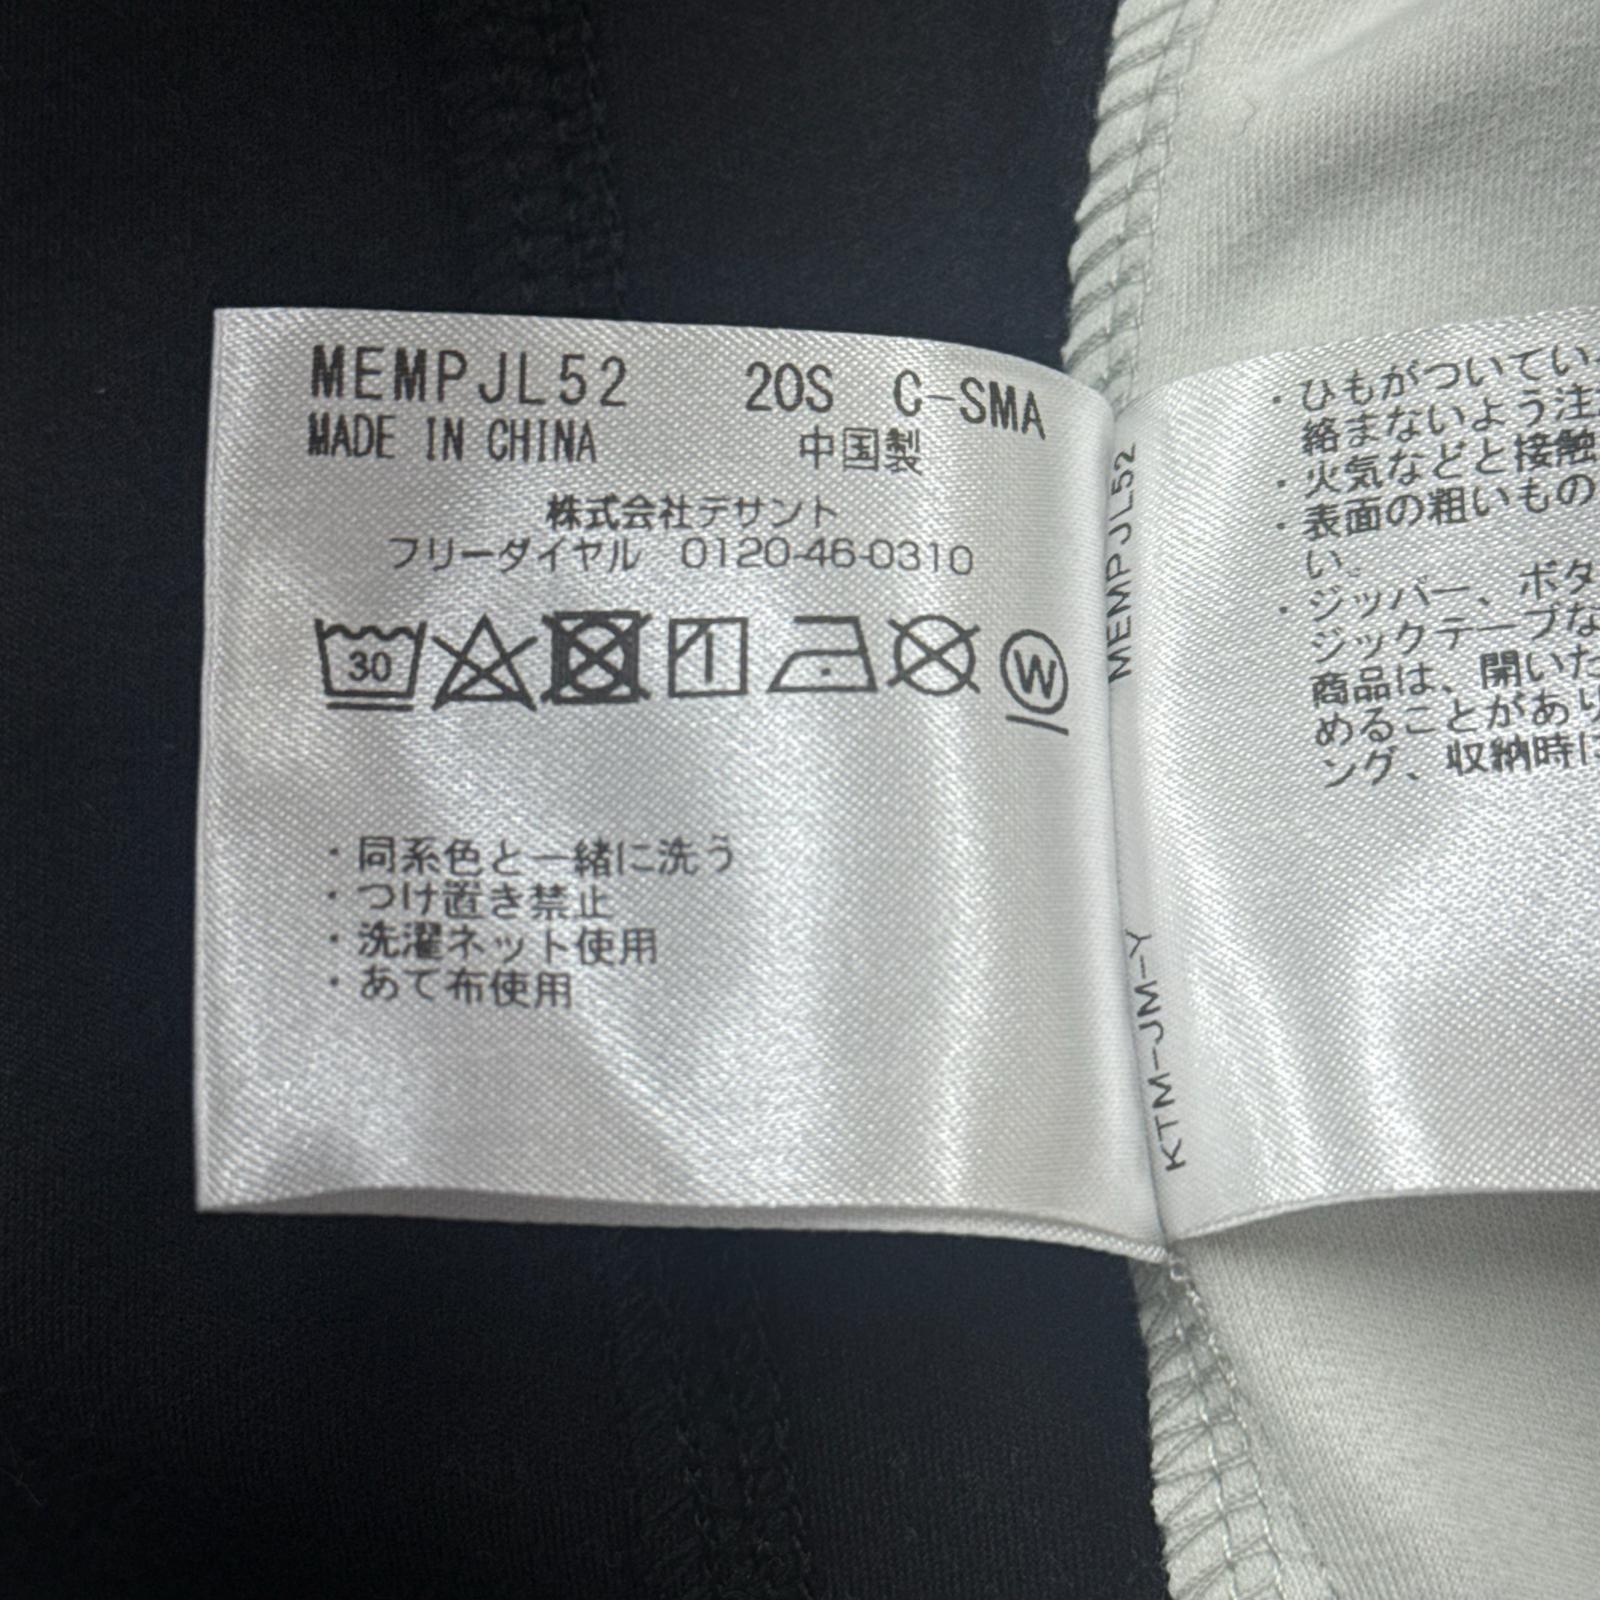 MEMPJL52 20S C-SMA
MADE IN CHINA 中国製
株式会社デサント
フリーダイヤル 0120-46-0310
30
W
・同系色と一緒に洗う
・つけ置き禁止
・洗濯ネット使用
・あて布使用
MEMPJL52
KTM-JM-Y
・ひもがついてい
絡まないよう注
・火気などと接触
・表面の粗いもの
い。
・ジッパー、ボタ
ジックテープな
商品は、開いた
めることがあり
ング、収納時に